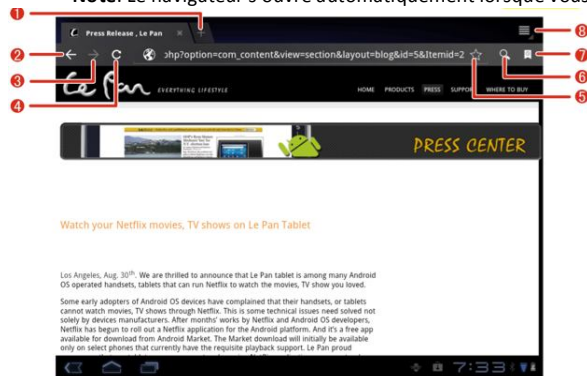 Note: Le navigateur s'ouvre automatiquement lorsque vous
1
Press Release , Le Pan
8
2
php?option=com_content&view=section&layout=blog&id=5&Itemid=2
7
3
6
4
5
Le Pan EVERYTHING LIFESTYLE
HOME PRODUCTS PRESS SUPPORT WHERE TO BUY
PRESS CENTER
Watch your Netflix movies, TV shows on Le Pan Tablet
Los Angeles, Aug. 30th. We are thrilled to announce that Le Pan tablet is among many Android
OS operated handsets, tablets that can run Netflix to watch the movies, TV show you loved.
Some early adopters of Android OS devices have complained that their handsets, or tablets
cannot watch movies, TV shows through Netflix. This is some technical issues need solved not
solely by devices manufacturers. After months' works by Netflix and Android OS developers,
Netflix has begun to roll out a Netflix application for the Android platform. And it's a free app
available for download from Android Market. The Market download will initially be available
only on select phones that currently have the requisite playback support. Le Pan proud
7:33